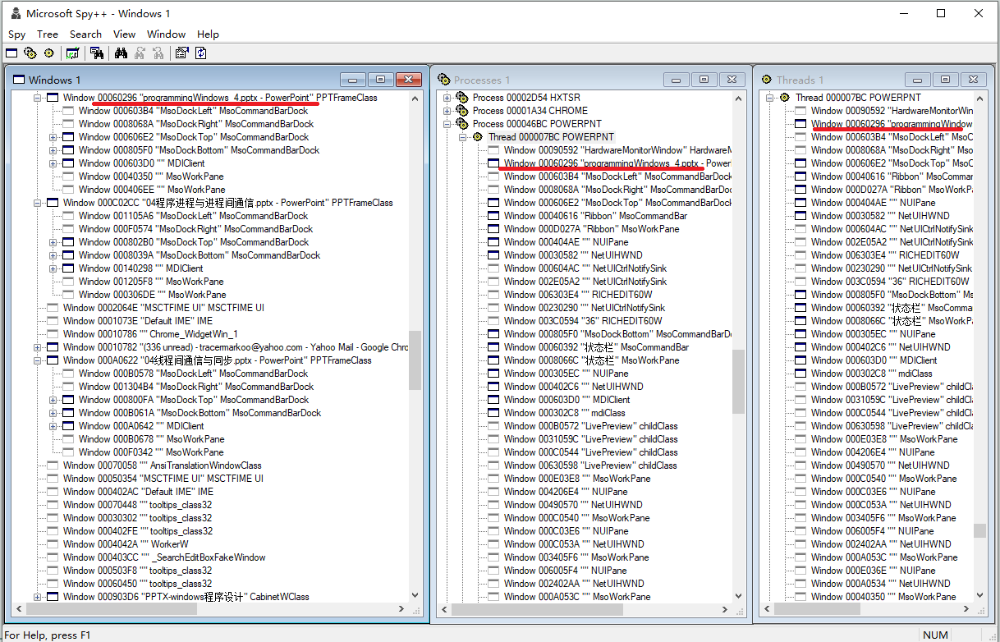 Microsoft Spy++ - Windows 1
Spy Tree Search View Window Help
Windows 1
Window 00060296 "programmingWindows_4.pptx - PowerPoint" PPTFrameClass
Window 000603B4 "MsoDockLeft" MsoCommandBarDock
Window 0008068A "MsoDockRight" MsoCommandBarDock
Window 000606E2 "MsoDockTop" MsoCommandBarDock
Window 000805F0 "MsoDockBottom" MsoCommandBarDock
Window 000603D0 "" MDIClient
Window 00040350 "" MsoWorkPane
Window 000406EE "" MsoWorkPane
Window 000C02CC "04程序进程与进程间通信.pptx - PowerPoint" PPTFrameClass
Window 001105A6 "MsoDockLeft" MsoCommandBarDock
Window 000F0574 "MsoDockRight" MsoCommandBarDock
Window 000802B0 "MsoDockTop" MsoCommandBarDock
Window 0008039A "MsoDockBottom" MsoCommandBarDock
Window 00140298 "" MDIClient
Window 001205F8 "" MsoWorkPane
Window 000306DE "" MsoWorkPane
Window 0002064E "MSCTFIME UI" MSCTFIME UI
Window 0001073E "Default IME" IME
Window 00010786 "" Chrome_WidgetWin_1
Window 00010782 "(336 unread) - tracemarkoo@yahoo.com - Yahoo Mail - Google Chro
Window 000A0622 "04线程间通信与同步.pptx - PowerPoint" PPTFrameClass
Window 000B0578 "MsoDockLeft" MsoCommandBarDock
Window 001304B4 "MsoDockRight" MsoCommandBarDock
Window 000800FA "MsoDockTop" MsoCommandBarDock
Window 000B061A "MsoDockBottom" MsoCommandBarDock
Window 000A0642 "" MDIClient
Window 000B0678 "" MsoWorkPane
Window 000F0342 "" MsoWorkPane
Window 00070058 "" AnsiTranslationWindowClass
Window 00050354 "MSCTFIME UI" MSCTFIME UI
Window 000402AC "Default IME" IME
Window 00070448 "" tooltips_class32
Window 00030302 "" tooltips_class32
Window 000402FE "" tooltips_class32
Window 0004042A "" WorkerW
Window 000403CC "" _SearchEditBoxFakeWindow
Window 000503F8 "" tooltips_class32
Window 00060450 "" tooltips_class32
Window 000903D6 "PPTX-windows程序设计" CabinetWClass
Processes 1
Process 00002D54 HXTSR
Process 00001A34 CHROME
Process 000046BC POWERPNT
Thread 000007BC POWERPNT
Window 00090592 "HardwareMonitorWindow" HardwareM
Window 00060296 "programmingWindows_4.pptx - Power
Window 000603B4 "MsoDockLeft" MsoCommandBarDock
Window 0008068A "MsoDockRight" MsoCommandBarDoc
Window 000606E2 "MsoDockTop" MsoCommandBarDock
Window 00040616 "Ribbon" MsoCommandBar
Window 000D027A "Ribbon" MsoWorkPane
Window 000404AE "" NUIPane
Window 00030582 "" NetUIHWND
Window 000604AC "" NetUICtrlNotifySink
Window 002E05A2 "" NetUICtrlNotifySink
Window 006303E4 "" RICHEDIT60W
Window 00230290 "" NetUICtrlNotifySink
Window 003C0594 "36" RICHEDIT60W
Window 000805F0 "MsoDockBottom" MsoCommandBarD
Window 00060392 "状态栏" MsoCommandBar
Window 0008066C "状态栏" MsoWorkPane
Window 000305EC "" NUIPane
Window 000402C6 "" NetUIHWND
Window 000603D0 "" MDIClient
Window 000302C8 "" mdiClass
Window 000B0572 "LivePreview" childClass
Window 0031059C "LivePreview" childClass
Window 000C0544 "LivePreview" childClass
Window 00630598 "LivePreview" childClass
Window 000E03E8 "" MsoWorkPane
Window 004206E4 "" NUIPane
Window 00490570 "" NetUIHWND
Window 000C0540 "" MsoWorkPane
Window 000C03E6 "" NUIPane
Window 000C053A "" NetUIHWND
Window 003405F6 "" MsoWorkPane
Window 006005F4 "" NUIPane
Window 002402AA "" NetUIHWND
Window 000A053C "" MsoWorkPane
Threads 1
Thread 000007BC POWERPNT
Window 00090592 "HardwareMonitorWin
Window 00060296 "programmingWindow
Window 000603B4 "MsoDockLeft" MsoC
Window 0008068A "MsoDockRight" Mso
Window 000606E2 "MsoDockTop" MsoC
Window 00040616 "Ribbon" MsoComman
Window 000D027A "Ribbon" MsoWorkPa
Window 000404AE "" NUIPane
Window 00030582 "" NetUIHWND
Window 000604AC "" NetUICtrlNotifySink
Window 002E05A2 "" NetUICtrlNotifySink
Window 006303E4 "" RICHEDIT60W
Window 00230290 "" NetUICtrlNotifySink
Window 003C0594 "36" RICHEDIT60W
Window 000805F0 "MsoDockBottom" Ms
Window 00060392 "状态栏" MsoComma
Window 0008066C "状态栏" MsoWorkPa
Window 000305EC "" NUIPane
Window 000402C6 "" NetUIHWND
Window 000603D0 "" MDIClient
Window 000302C8 "" mdiClass
Window 000B0572 "LivePreview" childCla
Window 0031059C "LivePreview" childCla
Window 000C0544 "LivePreview" childCla
Window 00630598 "LivePreview" childCla
Window 000E03E8 "" MsoWorkPane
Window 004206E4 "" NUIPane
Window 00490570 "" NetUIHWND
Window 000C0540 "" MsoWorkPane
Window 000C03E6 "" NUIPane
Window 000C053A "" NetUIHWND
Window 003405F6 "" MsoWorkPane
Window 006005F4 "" NUIPane
Window 002402AA "" NetUIHWND
Window 000A053C "" MsoWorkPane
Window 000E036E "" NUIPane
Window 000A0534 "" NetUIHWND
Window 00040350 "" MsoWorkPane
For Help, press F1
NUM